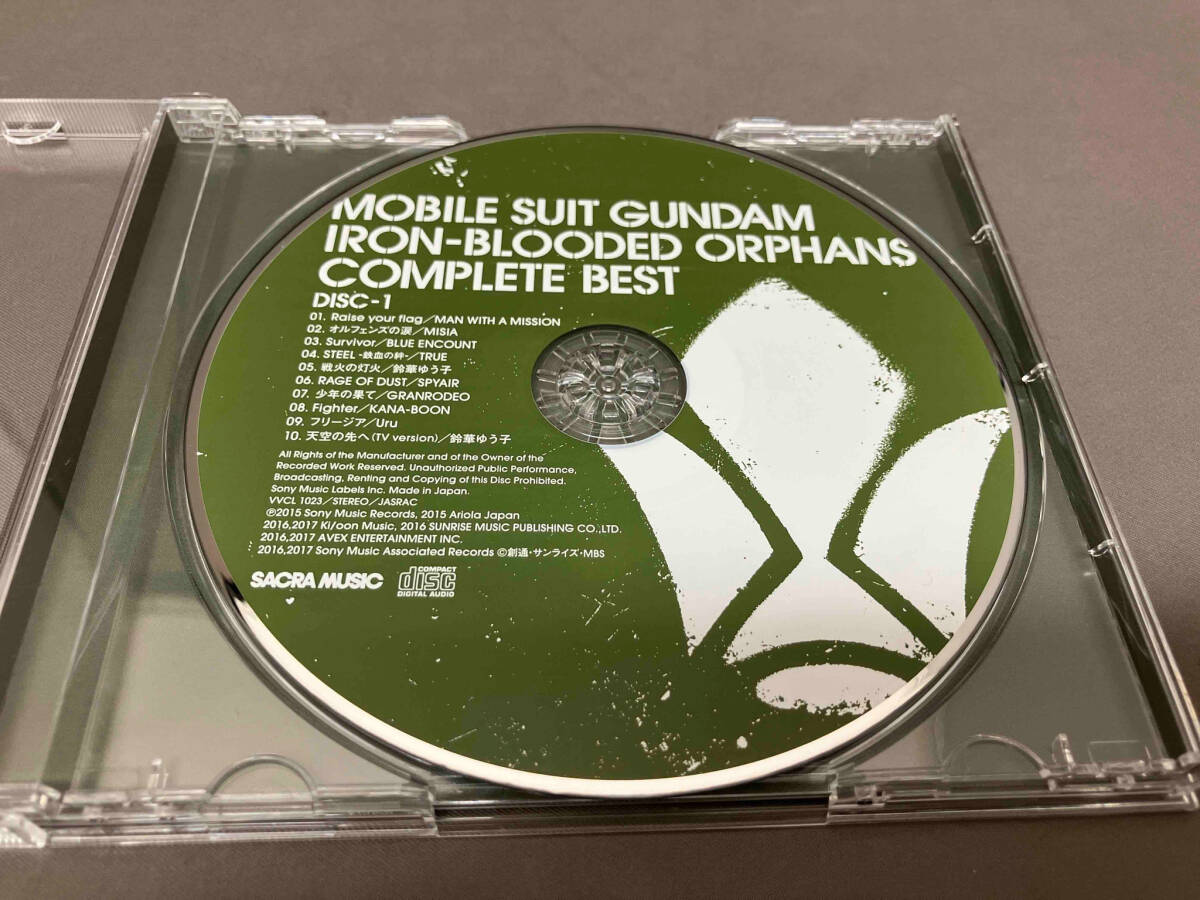 MOBILE SUIT GUNDAM
IRON-BLOODED ORPHANS
COMPLETE BEST
DISC-1
01. Raise your flag／MAN WITH A MISSION
02. オルフェンズの涙／MISIA
03. Survivor／BLUE ENCOUNT
04. STEEL -鉄血の絆-／TRUE
05. 戦火の灯火／鈴華ゆう子
06. RAGE OF DUST／SPYAIR
07. 少年の果て／GRANRODEO
08. Fighter／KANA-BOON
09. フリージア／Uru
10. 天空の先へ (TV version)／鈴華ゆう子
All Rights of the Manufacturer and of the Owner of the
Recorded Work Reserved. Unauthorized Public Performance,
Broadcasting, Renting and Copying of this Disc Prohibited.
Sony Music Labels Inc. Made in Japan.
VVCL 1023／STEREO／JASRAC
℗2015 Sony Music Records, 2015 Ariola Japan
2016,2017 Ki/oon Music, 2016 SUNRISE MUSIC PUBLISHING CO.,LTD.
2016,2017 AVEX ENTERTAINMENT INC.
2016,2017 Sony Music Associated Records ©創通・サンライズ・MBS
SACRA MUSIC
COMPACT
disc
DIGITAL AUDIO